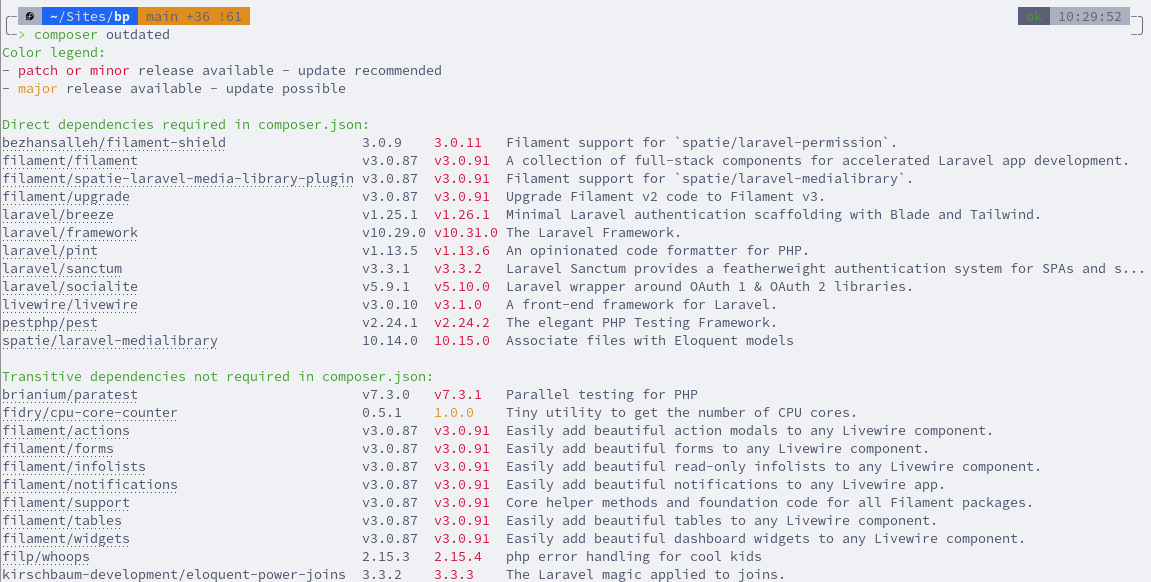 ~/Sites/bp main +36 !61 ok 10:29:52
> composer outdated
Color legend:
- patch or minor release available - update recommended
- major release available - update possible
Direct dependencies required in composer.json:
bezhansalleh/filament-shield 3.0.9 3.0.11 Filament support for `spatie/laravel-permission`.
filament/filament v3.0.87 v3.0.91 A collection of full-stack components for accelerated Laravel app development.
filament/spatie-laravel-media-library-plugin v3.0.87 v3.0.91 Filament support for `spatie/laravel-medialibrary`.
filament/upgrade v3.0.87 v3.0.91 Upgrade Filament v2 code to Filament v3.
laravel/breeze v1.25.1 v1.26.1 Minimal Laravel authentication scaffolding with Blade and Tailwind.
laravel/framework v10.29.0 v10.31.0 The Laravel Framework.
laravel/pint v1.13.5 v1.13.6 An opinionated code formatter for PHP.
laravel/sanctum v3.3.1 v3.3.2 Laravel Sanctum provides a featherweight authentication system for SPAs and s...
laravel/socialite v5.9.1 v5.10.0 Laravel wrapper around OAuth 1 & OAuth 2 libraries.
livewire/livewire v3.0.10 v3.1.0 A front-end framework for Laravel.
pestphp/pest v2.24.1 v2.24.2 The elegant PHP Testing Framework.
spatie/laravel-medialibrary 10.14.0 10.15.0 Associate files with Eloquent models
Transitive dependencies not required in composer.json:
brianium/paratest v7.3.0 v7.3.1 Parallel testing for PHP
fidry/cpu-core-counter 0.5.1 1.0.0 Tiny utility to get the number of CPU cores.
filament/actions v3.0.87 v3.0.91 Easily add beautiful action modals to any Livewire component.
filament/forms v3.0.87 v3.0.91 Easily add beautiful forms to any Livewire component.
filament/infolists v3.0.87 v3.0.91 Easily add beautiful read-only infolists to any Livewire component.
filament/notifications v3.0.87 v3.0.91 Easily add beautiful notifications to any Livewire app.
filament/support v3.0.87 v3.0.91 Core helper methods and foundation code for all Filament packages.
filament/tables v3.0.87 v3.0.91 Easily add beautiful tables to any Livewire component.
filament/widgets v3.0.87 v3.0.91 Easily add beautiful dashboard widgets to any Livewire component.
filp/whoops 2.15.3 2.15.4 php error handling for cool kids
kirschbaum-development/eloquent-power-joins 3.3.2 3.3.3 The Laravel magic applied to joins.